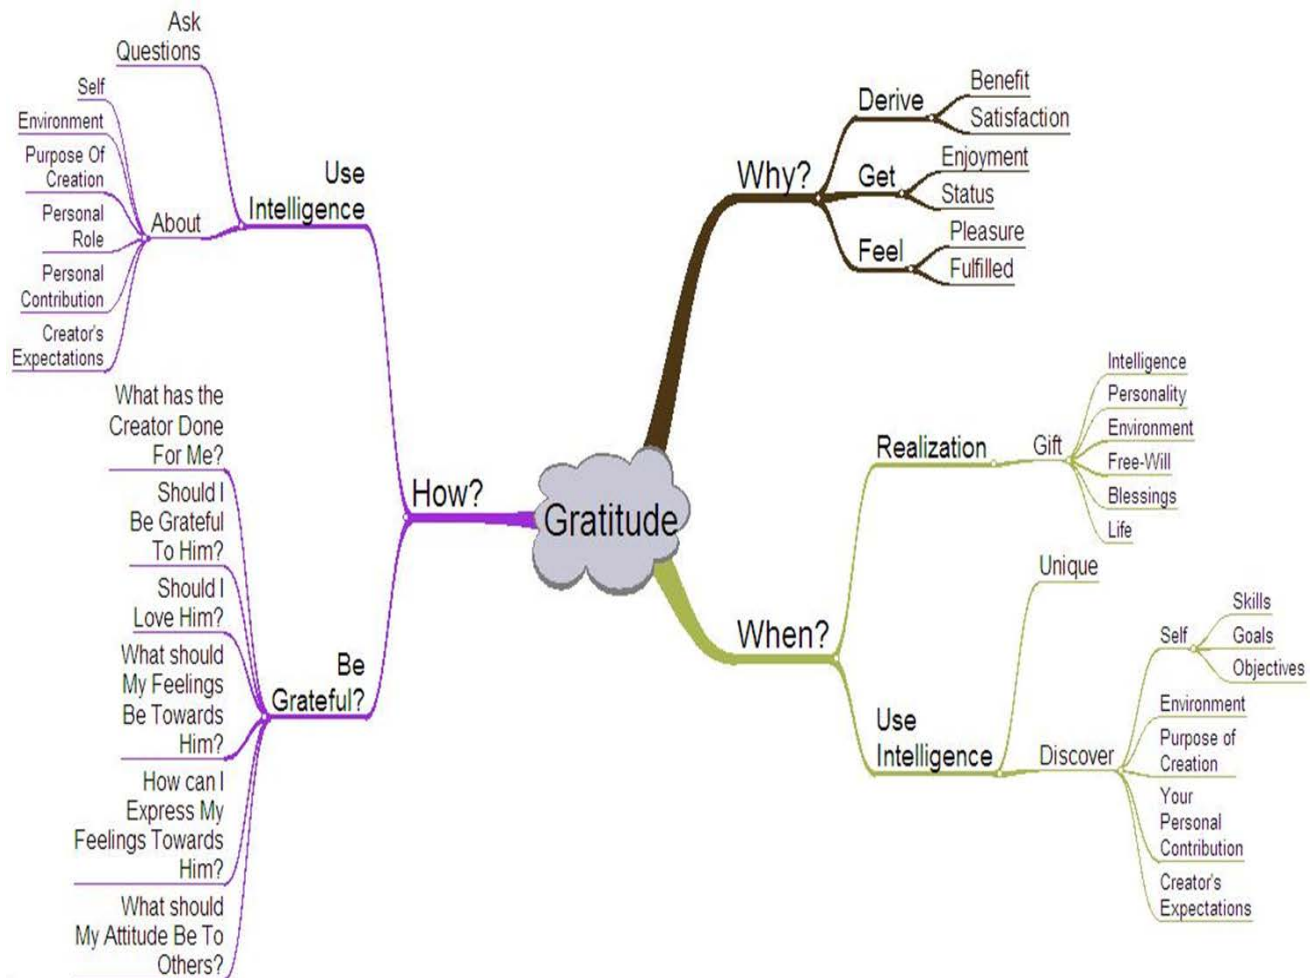 Gratitude
Why?
Derive
Benefit
Satisfaction
Get
Enjoyment
Status
Feel
Pleasure
Fulfilled
When?
Realization
Gift
Intelligence
Personality
Environment
Free-Will
Blessings
Life
Use
Intelligence
Unique
Discover
Self
Skills
Goals
Objectives
Environment
Purpose of
Creation
Your
Personal
Contribution
Creator's
Expectations
How?
Use
Intelligence
Ask
Questions
About
Self
Environment
Purpose Of
Creation
Personal
Role
Personal
Contribution
Creator's
Expectations
Be
Grateful?
What has the
Creator Done
For Me?
Should I
Be Grateful
To Him?
Should I
Love Him?
What should
My Feelings
Be Towards
Him?
How can I
Express My
Feelings Towards
Him?
What should
My Attitude Be To
Others?